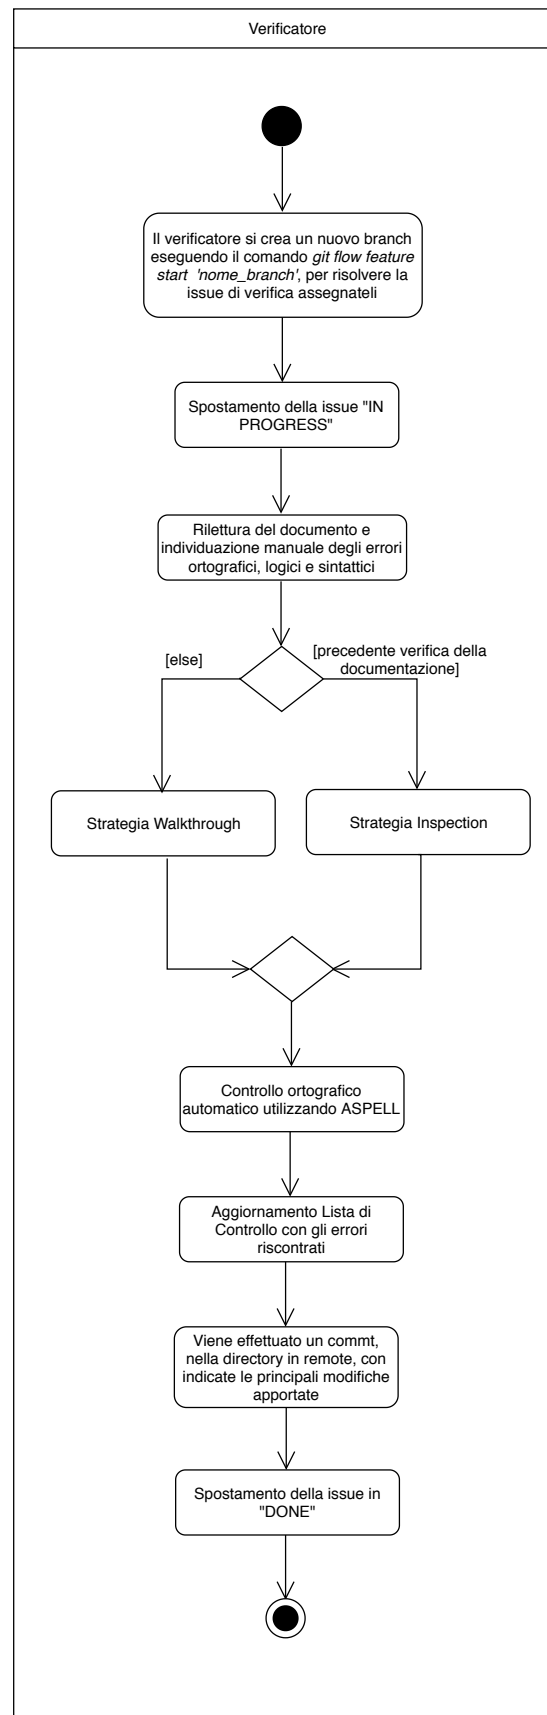 Verificatore
Il verificatore si crea un nuovo branch
eseguendo il comando git flow feature
start 'nome_branch', per risolvere la
issue di verifica assegnateli
Spostamento della issue "IN
PROGRESS"
Rilettura del documento e
individuazione manuale degli errori
ortografici, logici e sintattici
[else]
[precedente verifica della
documentazione]
Strategia Walkthrough
Strategia Inspection
Controllo ortografico
automatico utilizzando ASPELL
Aggiornamento Lista di
Controllo con gli errori
riscontrati
Viene effettuato un commt,
nella directory in remote, con
indicate le principali modifiche
apportate
Spostamento della issue in
"DONE"